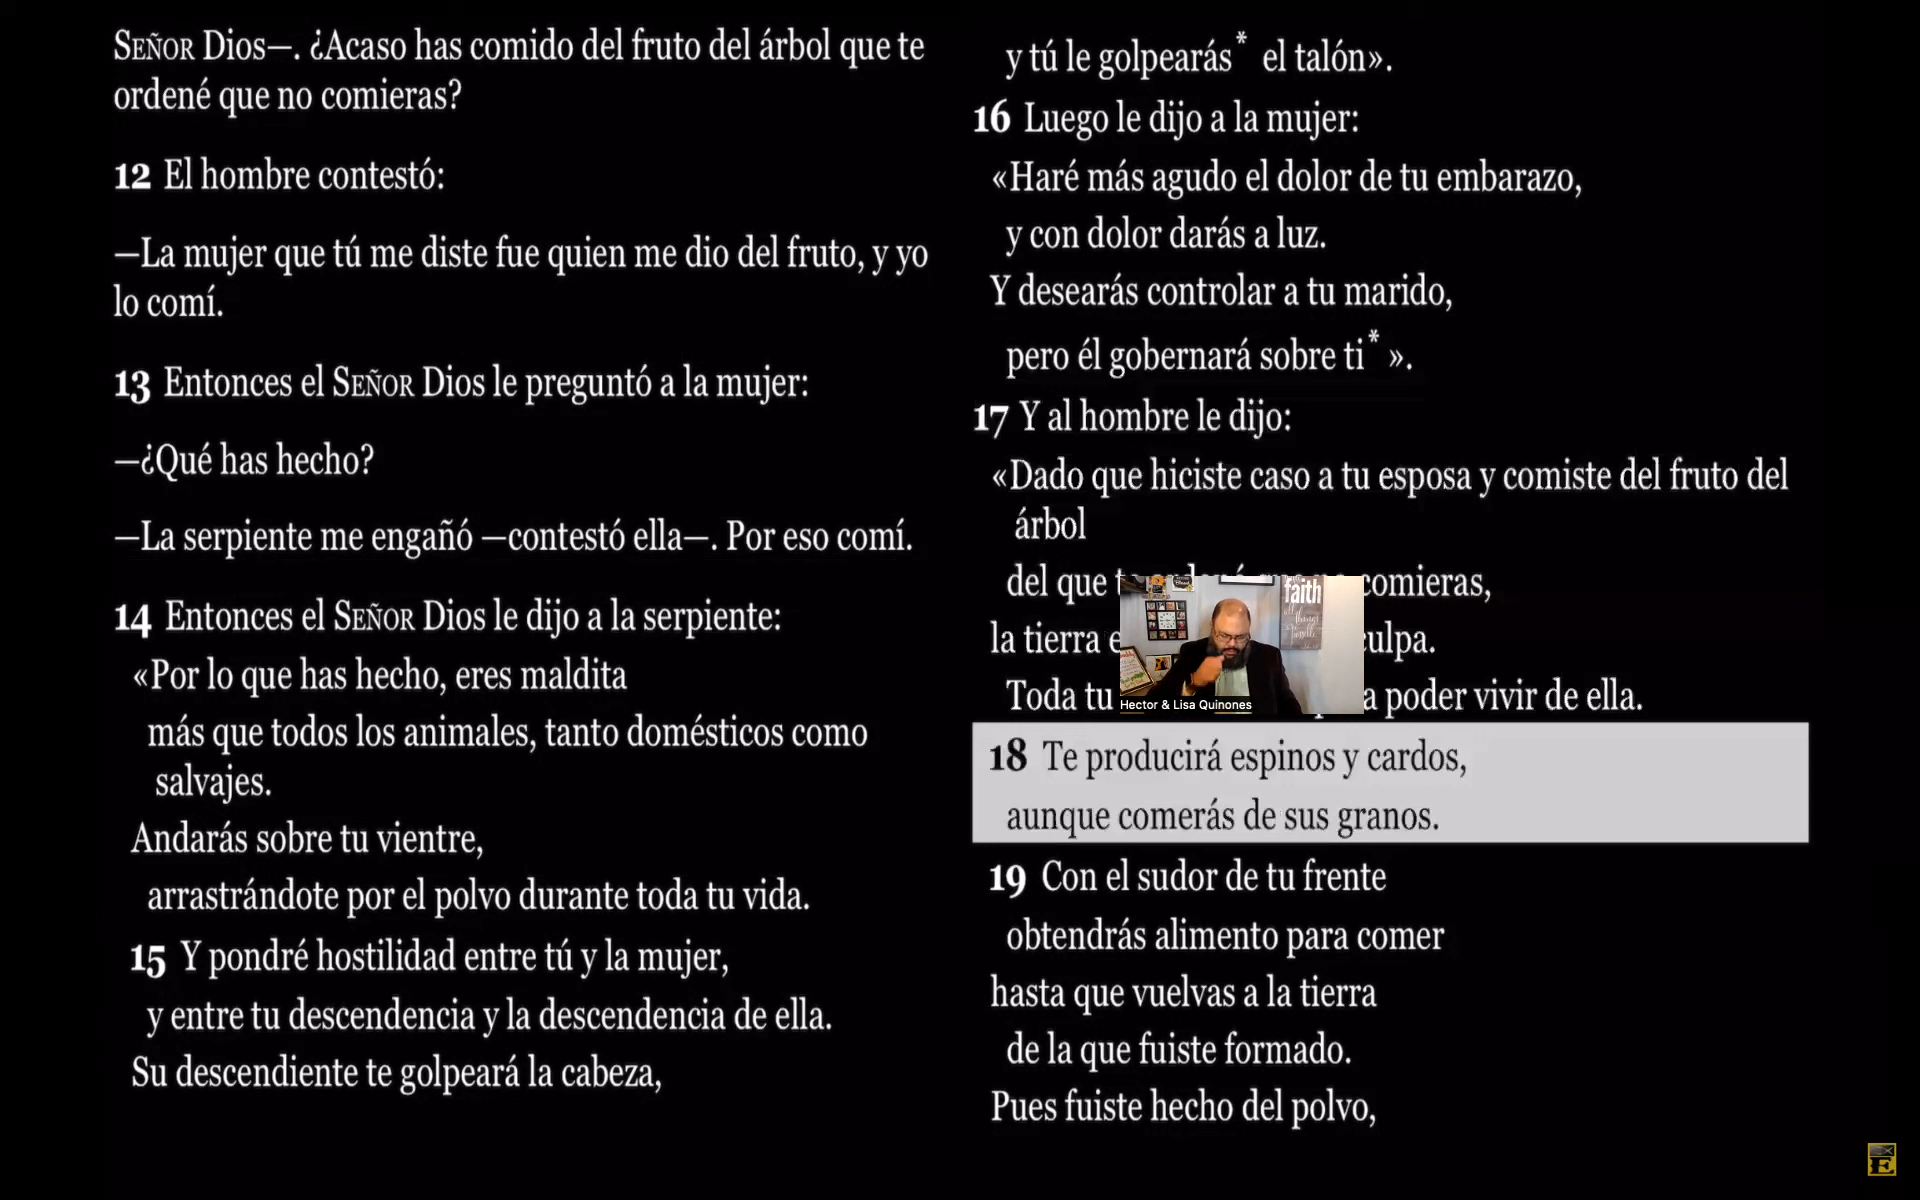 SEÑOR Dios—. ¿Acaso has comido del fruto del árbol que te
ordené que no comieras?
12 El hombre contestó:
—La mujer que tú me diste fue quien me dio del fruto, y yo
lo comí.
13 Entonces el SEÑOR Dios le preguntó a la mujer:
—¿Qué has hecho?
—La serpiente me engañó —contestó ella—. Por eso comí.
14 Entonces el SEÑOR Dios le dijo a la serpiente:
«Por lo que has hecho, eres maldita
más que todos los animales, tanto domésticos como
salvajes.
Andarás sobre tu vientre,
arrastrándote por el polvo durante toda tu vida.
15 Y pondré hostilidad entre tú y la mujer,
y entre tu descendencia y la descendencia de ella.
Su descendiente te golpeará la cabeza,
y tú le golpearás* el talón».
16 Luego le dijo a la mujer:
«Haré más agudo el dolor de tu embarazo,
y con dolor darás a luz.
Y desearás controlar a tu marido,
pero él gobernará sobre ti* ».
17 Y al hombre le dijo:
«Dado que hiciste caso a tu esposa y comiste del fruto del
árbol
del que comieras,
la tierra
Toda tu poder vivir de ella.
18 Te producirá espinos y cardos,
aunque comerás de sus granos.
19 Con el sudor de tu frente
obtendrás alimento para comer
hasta que vuelvas a la tierra
de la que fuiste formado.
Pues fuiste hecho del polvo,
faith
Hector & Lisa Quinones
E